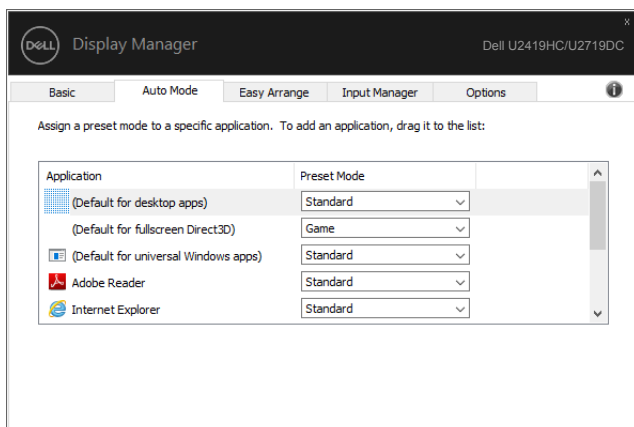 x
DELL Display Manager Dell U2419HC/U2719DC
Basic Auto Mode Easy Arrange Input Manager Options i
Assign a preset mode to a specific application. To add an application, drag it to the list:
Application Preset Mode
(Default for desktop apps) Standard
(Default for fullscreen Direct3D) Game
(Default for universal Windows apps) Standard
Adobe Reader Standard
Internet Explorer Standard